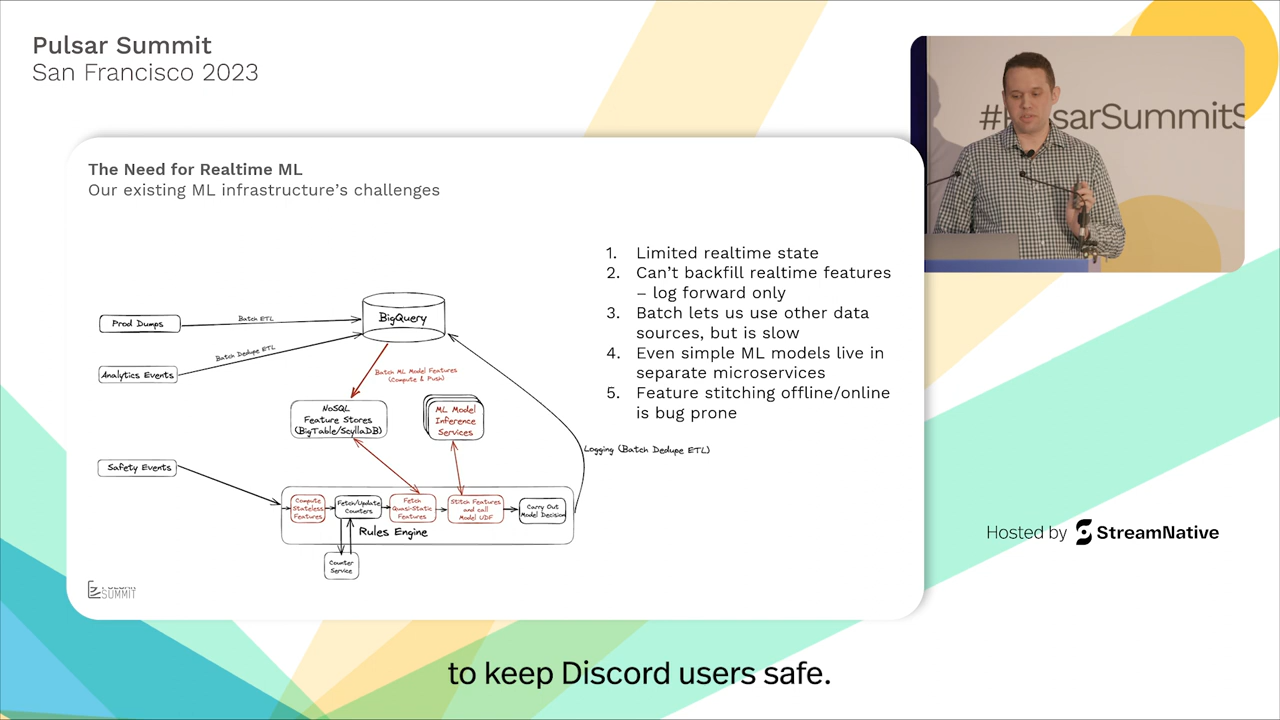 Pulsar Summit
San Francisco 2023
#PulsarSummitS
The Need for Realtime ML
Our existing ML infrastructure's challenges
1. Limited realtime state
2. Can't backfill realtime features
– log forward only
3. Batch lets us use other data
sources, but is slow
4. Even simple ML models live in
separate microservices
5. Feature stitching offline/online
is bug prone
Prod Dumps
Batch ETL
BigQuery
Analytics Events
Batch Dedupe ETL
Batch ML Model Features
(Compute & Push)
NoSQL
Feature Stores
(BigTable/ScyllaDB)
ML Model
Inference
Services
Logging (Batch Dedupe ETL)
Safety Events
Compute
Stateless
Features
Fetch/Update
Counters
Fetch
Quasi-Static
Features
Stitch Features
and call
Model UDF
Carry Out
Model Decision
Rules Engine
Counter
Service
SUMMIT
Hosted by StreamNative
to keep Discord users safe.